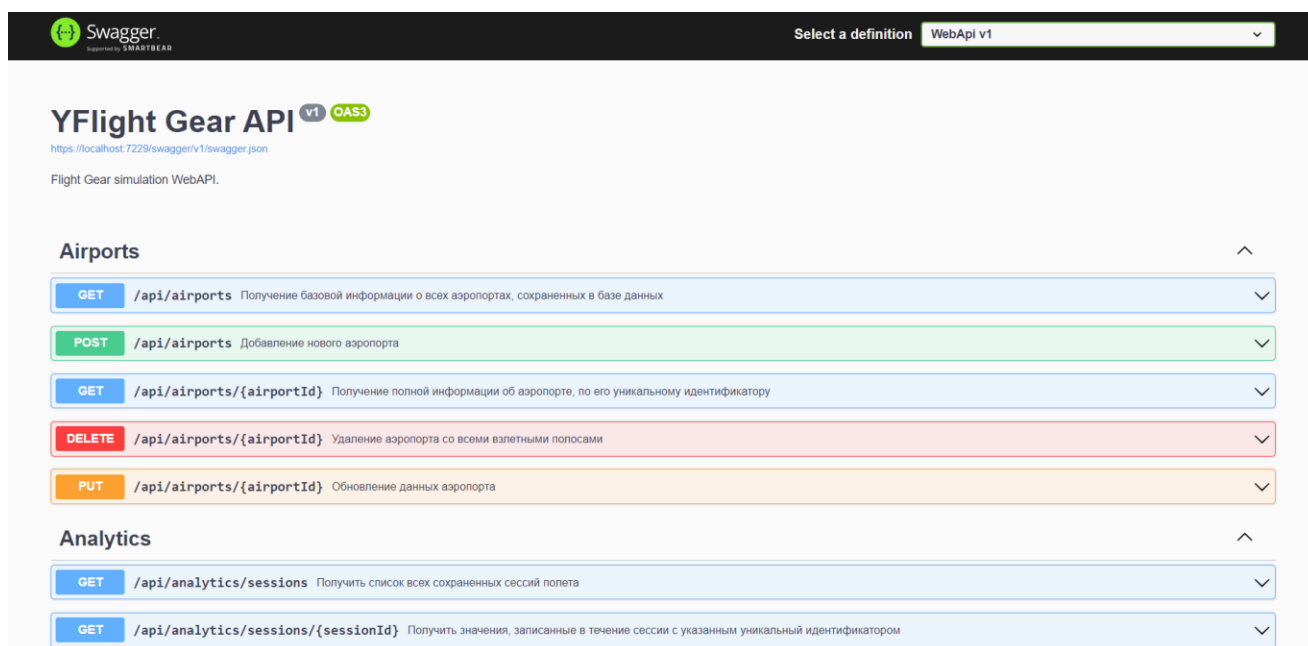 Swagger.
Supported by SMARTBEAR
Select a definition WebApi v1
YFlight Gear API v1 OAS3
https://localhost:7229/swagger/v1/swagger.json
Flight Gear simulation WebAPI.
Airports
GET /api/airports Получение базовой информации о всех аэропортах, сохраненных в базе данных
POST /api/airports Добавление нового аэропорта
GET /api/airports/{airportId} Получение полной информации об аэропорте, по его уникальному идентификатору
DELETE /api/airports/{airportId} Удаление аэропорта со всеми взлетными полосами
PUT /api/airports/{airportId} Обновление данных аэропорта
Analytics
GET /api/analytics/sessions Получить список всех сохраненных сессий полета
GET /api/analytics/sessions/{sessionId} Получить значения, записанные в течение сессии с указанным уникальный идентификатором